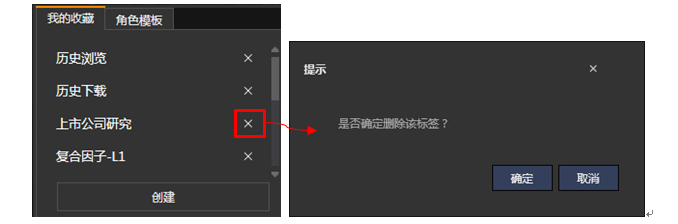 我的收藏 角色模板
历史浏览
历史下载
上市公司研究
复合因子-L1
创建
提示
是否确定删除该标签？
确定 取消